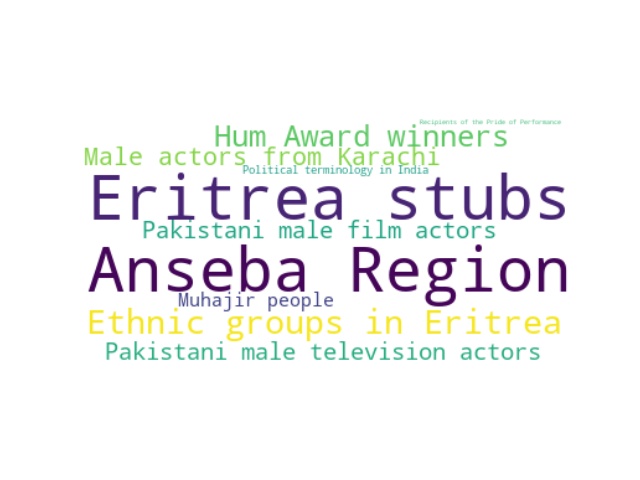 Recipients of the Pride of Performance
Hum Award winners
Male actors from Karachi
Political terminology in India
Eritrea stubs
Pakistani male film actors
Anseba Region
Muhajir people
Ethnic groups in Eritrea
Pakistani male television actors